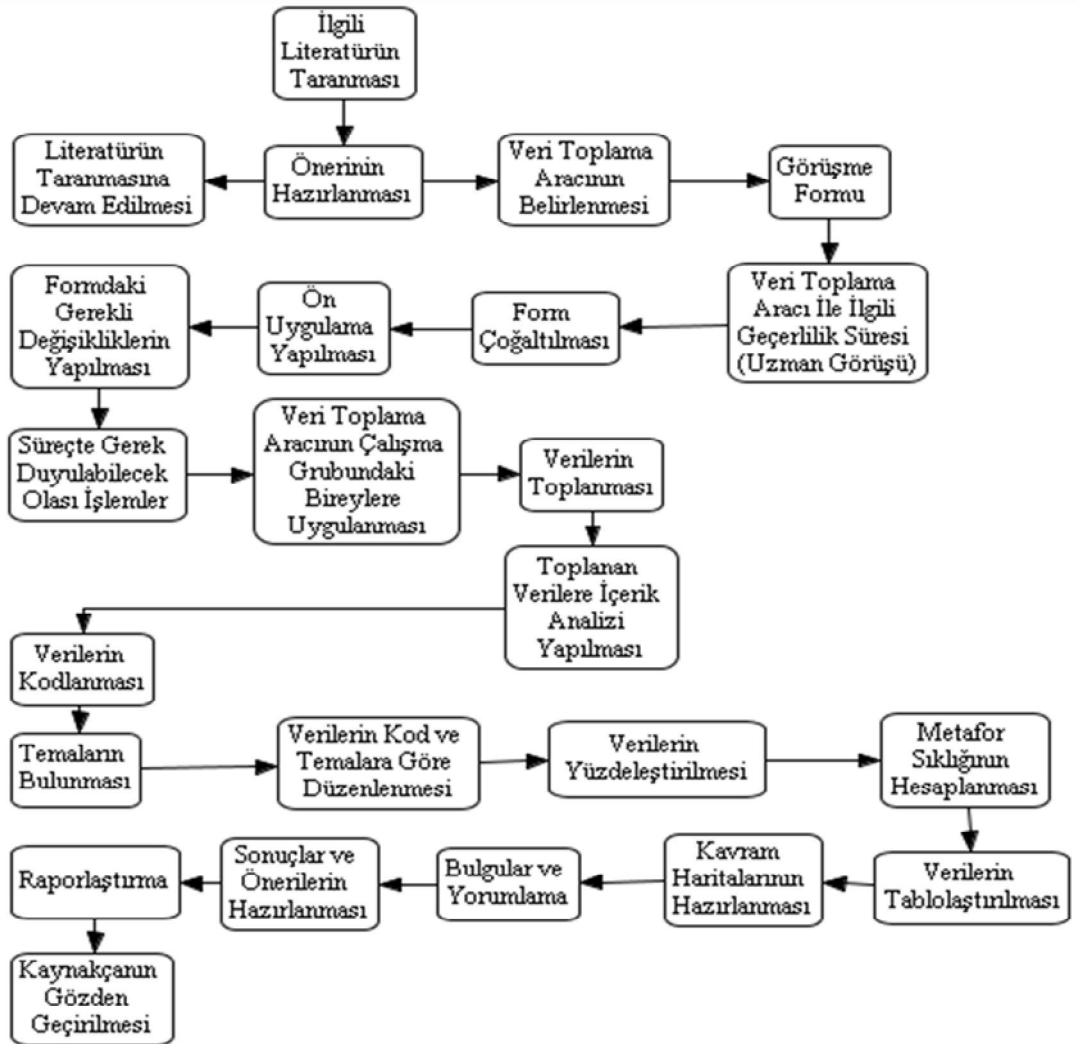 İlgili
Literatürün
Taranması
Literatürün
Taranmasına
Devam Edilmesi
Önerinin
Hazırlanması
Veri Toplama
Aracının
Belirlenmesi
Görüşme
Formu
Veri Toplama
Aracı İle İlgili
Geçerlilik Süresi
(Uzman Görüşü)
Form
Çoğaltılması
Ön
Uygulama
Yapılması
Formdaki
Gerekli
Değişikliklerin
Yapılması
Süreçte Gerek
Duyulabilecek
Olası İşlemler
Veri Toplama
Aracının Çalışma
Grubundaki
Bireylere
Uygulanması
Verilerin
Toplanması
Toplanan
Verilere İçerik
Analizi
Yapılması
Verilerin
Kodlanması
Temaların
Bulunması
Verilerin Kod ve
Temalara Göre
Düzenlenmesi
Verilerin
Yüzdeleştirilmesi
Metafor
Sıklığının
Hesaplanması
Verilerin
Tablolaştırılması
Kavram
Haritalarının
Hazırlanması
Bulgular ve
Yorumlama
Sonuçlar ve
Önerilerin
Hazırlanması
Raporlaştırma
Kaynakçanın
Gözden
Geçirilmesi